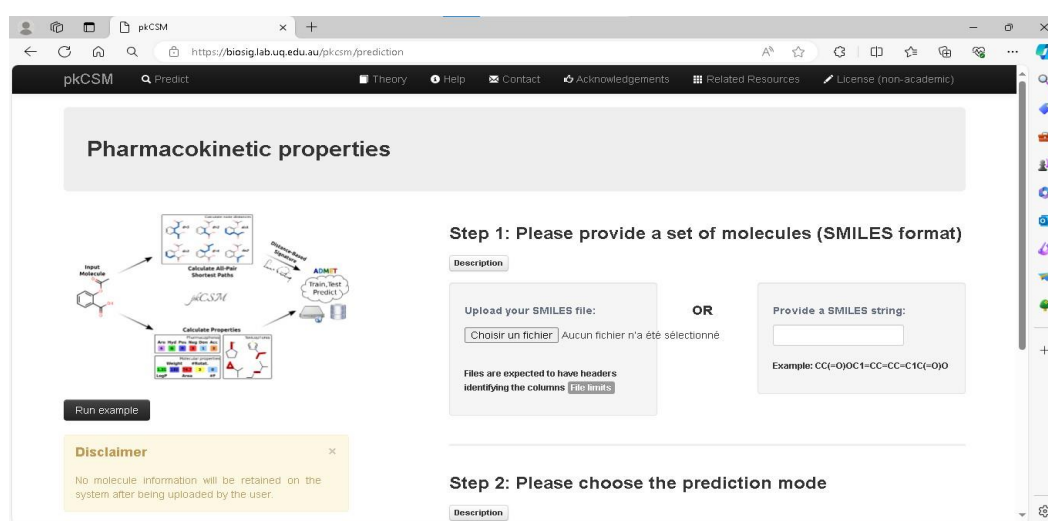 pkCSM
https://biosig.lab.uq.edu.au/pkcsm/prediction
pkCSM Predict Theory Help Contact Acknowledgements Related Resources License (non-academic)
Pharmacokinetic properties
Input
Molecule
Calculate All-Pair
Shortest Paths
Distance-Based
Signature
pkCSM
ADMET
Train, Test
Predict
Calculate Properties
Run example
Disclaimer ×
No molecule information will be retained on the
system after being uploaded by the user.
Step 1: Please provide a set of molecules (SMILES format)
Description
Upload your SMILES file:
Choisir un fichier Aucun fichier n'a été sélectionné
Files are expected to have headers
identifying the columns File limits
OR
Provide a SMILES string:
Example: CC(=O)OC1=CC=CC=C1C(=O)O
Step 2: Please choose the prediction mode
Description